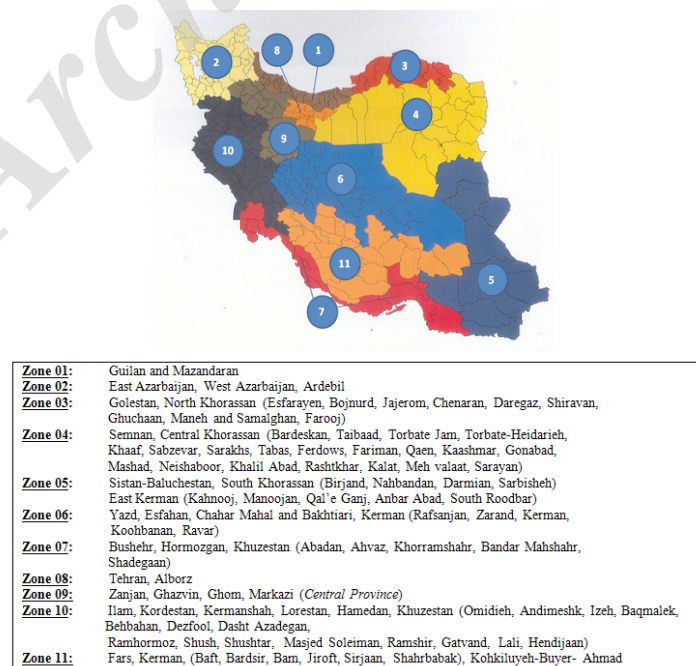 Arch
2
8
1
3
4
9
10
6
11
5
7
Zone 01: Guilan and Mazandaran
Zone 02: East Azarbaijan, West Azarbaijan, Ardebil
Zone 03: Golestan, North Khorassan (Esfarayen, Bojnurd, Jajerom, Chenaran, Daregaz, Shiravan,
Ghuchaan, Maneh and Samalghan, Farooj)
Zone 04: Semnan, Central Khorassan (Bardeskan, Taibaad, Torbate Jam, Torbate-Heidarieh,
Khaaf, Sabzevar, Sarakhs, Tabas, Ferdows, Fariman, Qaen, Kaashmar, Gonabad,
Mashad, Neishaboor, Khalil Abad, Rashtkhar, Kalat, Meh valaat, Sarayan)
Zone 05: Sistan-Baluchestan, South Khorassan (Birjand, Nahbandan, Darmian, Sarbisheh)
East Kerman (Kahnooj, Manoojan, Qal'e Ganj, Anbar Abad, South Roodbar)
Zone 06: Yazd, Esfahan, Chahar Mahal and Bakhtiari, Kerman (Rafsanjan, Zarand, Kerman,
Koohbanan, Ravar)
Zone 07: Bushehr, Hormozgan, Khuzestan (Abadan, Ahvaz, Khorramshahr, Bandar Mahshahr,
Shadegaan)
Zone 08: Tehran, Alborz
Zone 09: Zanjan, Ghazvin, Ghom, Markazi (Central Province)
Zone 10: Ilam, Kordestan, Kermanshah, Lorestan, Hamedan, Khuzestan (Omidieh, Andimeshk, Izeh, Baqmalek,
Behbahan, Dezfool, Dasht Azadegan,
Ramhormoz, Shush, Shushtar, Masjed Soleiman, Ramshir, Gatvand, Lali, Hendijaan)
Zone 11: Fars, Kerman, (Baft, Bardsir, Bam, Jiroft, Sirjaan, Shahrbabak), Kohkiluyeh-Buyer- Ahmad